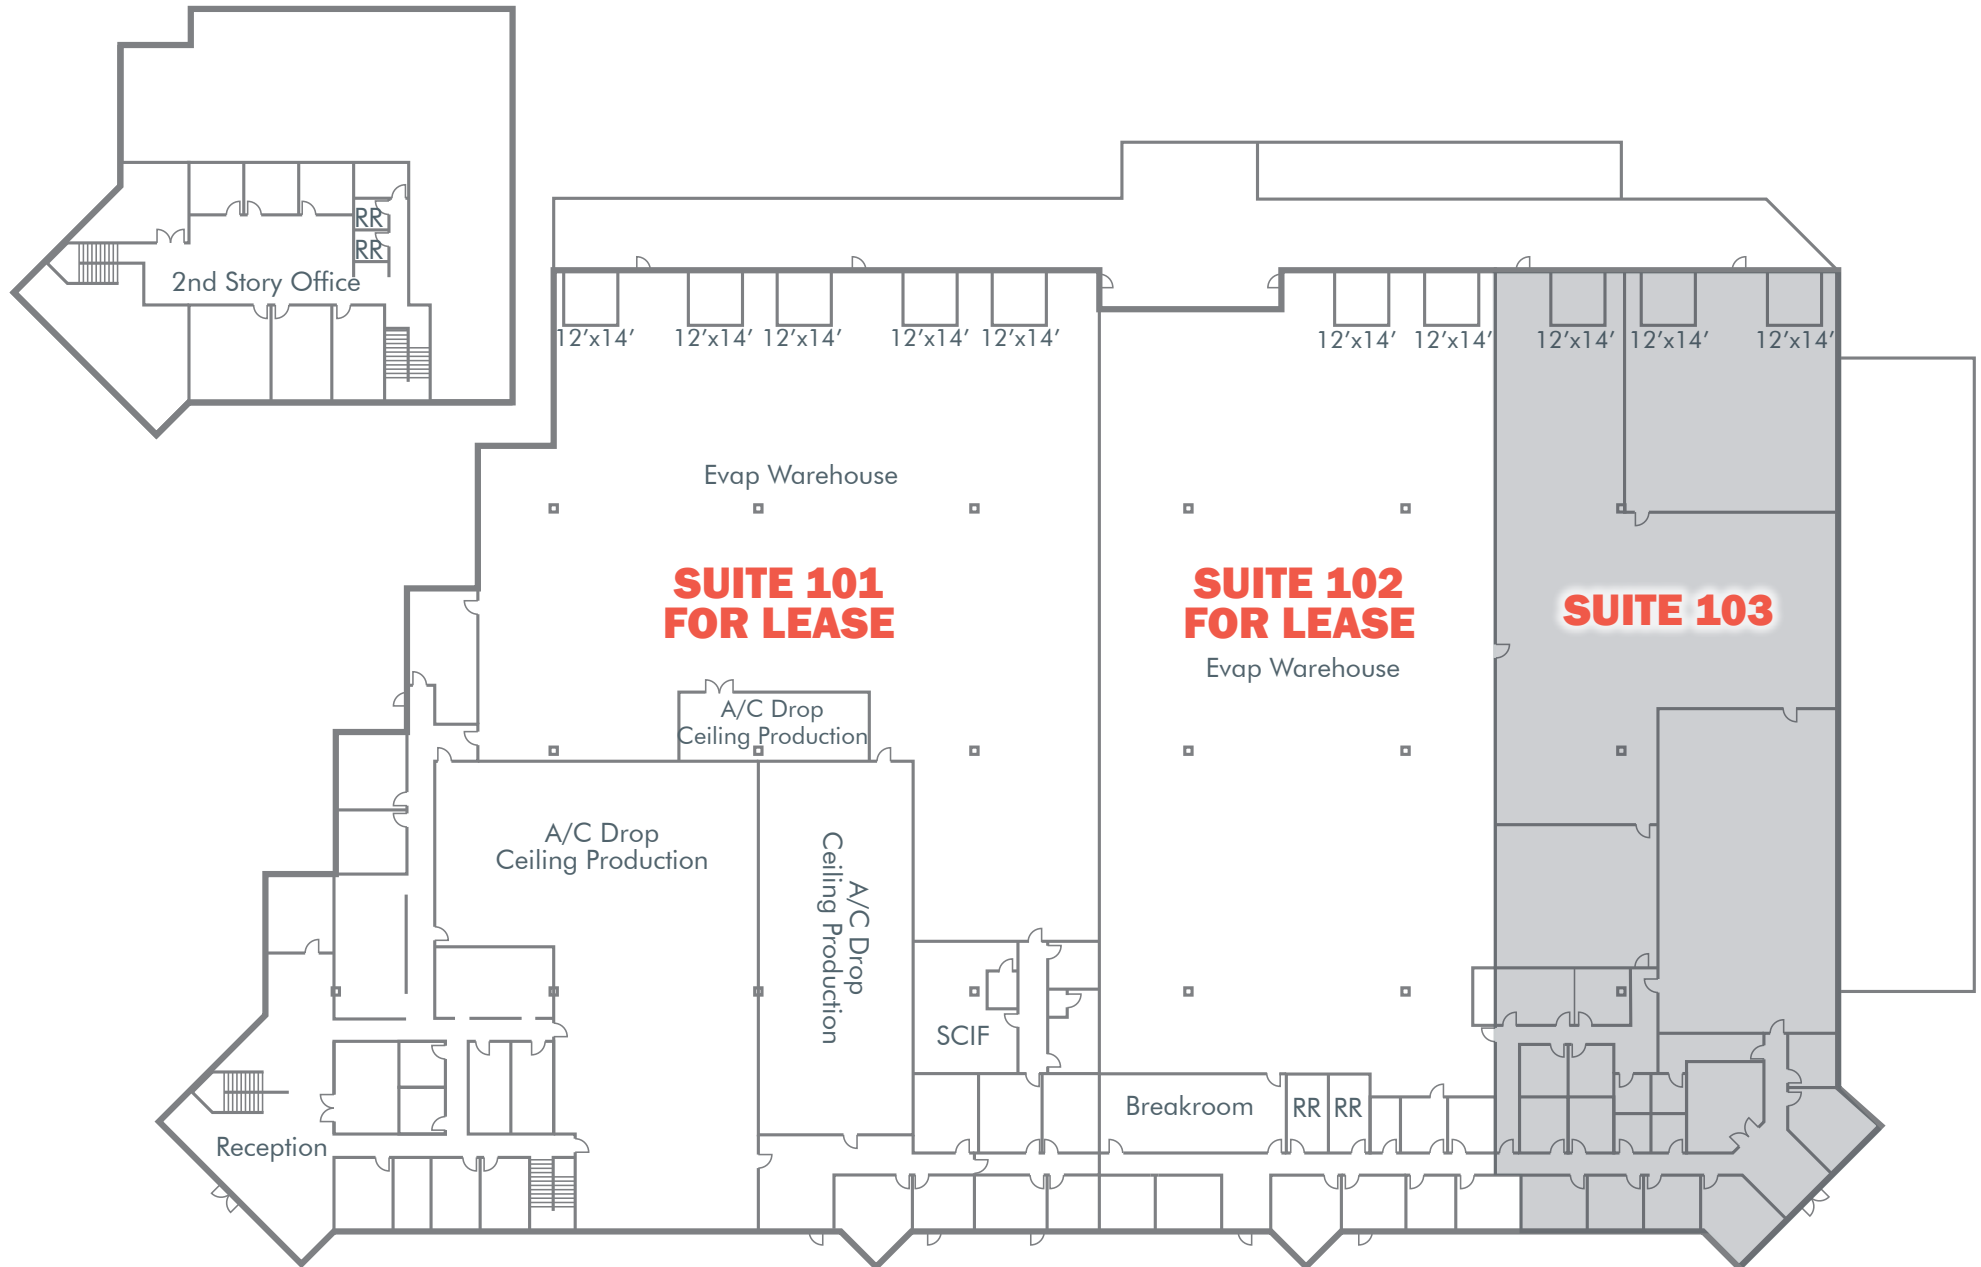 RR
RR
2nd Story Office
12'x14'
12'x14'
12'x14'
12'x14'
12'x14'
12'x14'
12'x14'
12'x14'
12'x14'
12'x14'
Evap Warehouse
SUITE 101
FOR LEASE
SUITE 102
FOR LEASE
SUITE 103
Evap Warehouse
A/C Drop
Ceiling Production
A/C Drop
Ceiling Production
A/C Drop
Ceiling Production
SCIF
Breakroom
RR
RR
Reception